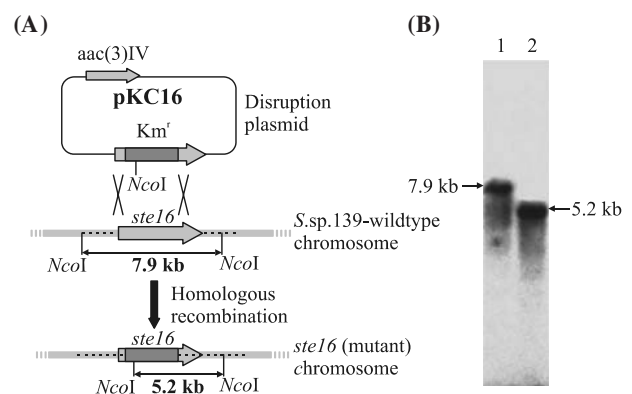 (A)
aac(3)IV
pKC16
Disruption
plasmid
Kmʳ
NcoI
ste16
S.sp.139-wildtype
chromosome
NcoI
7.9 kb
NcoI
Homologous
recombination
ste16
ste16 (mutant)
chromosome
NcoI
5.2 kb
NcoI
(B)
1 2
7.9 kb
5.2 kb